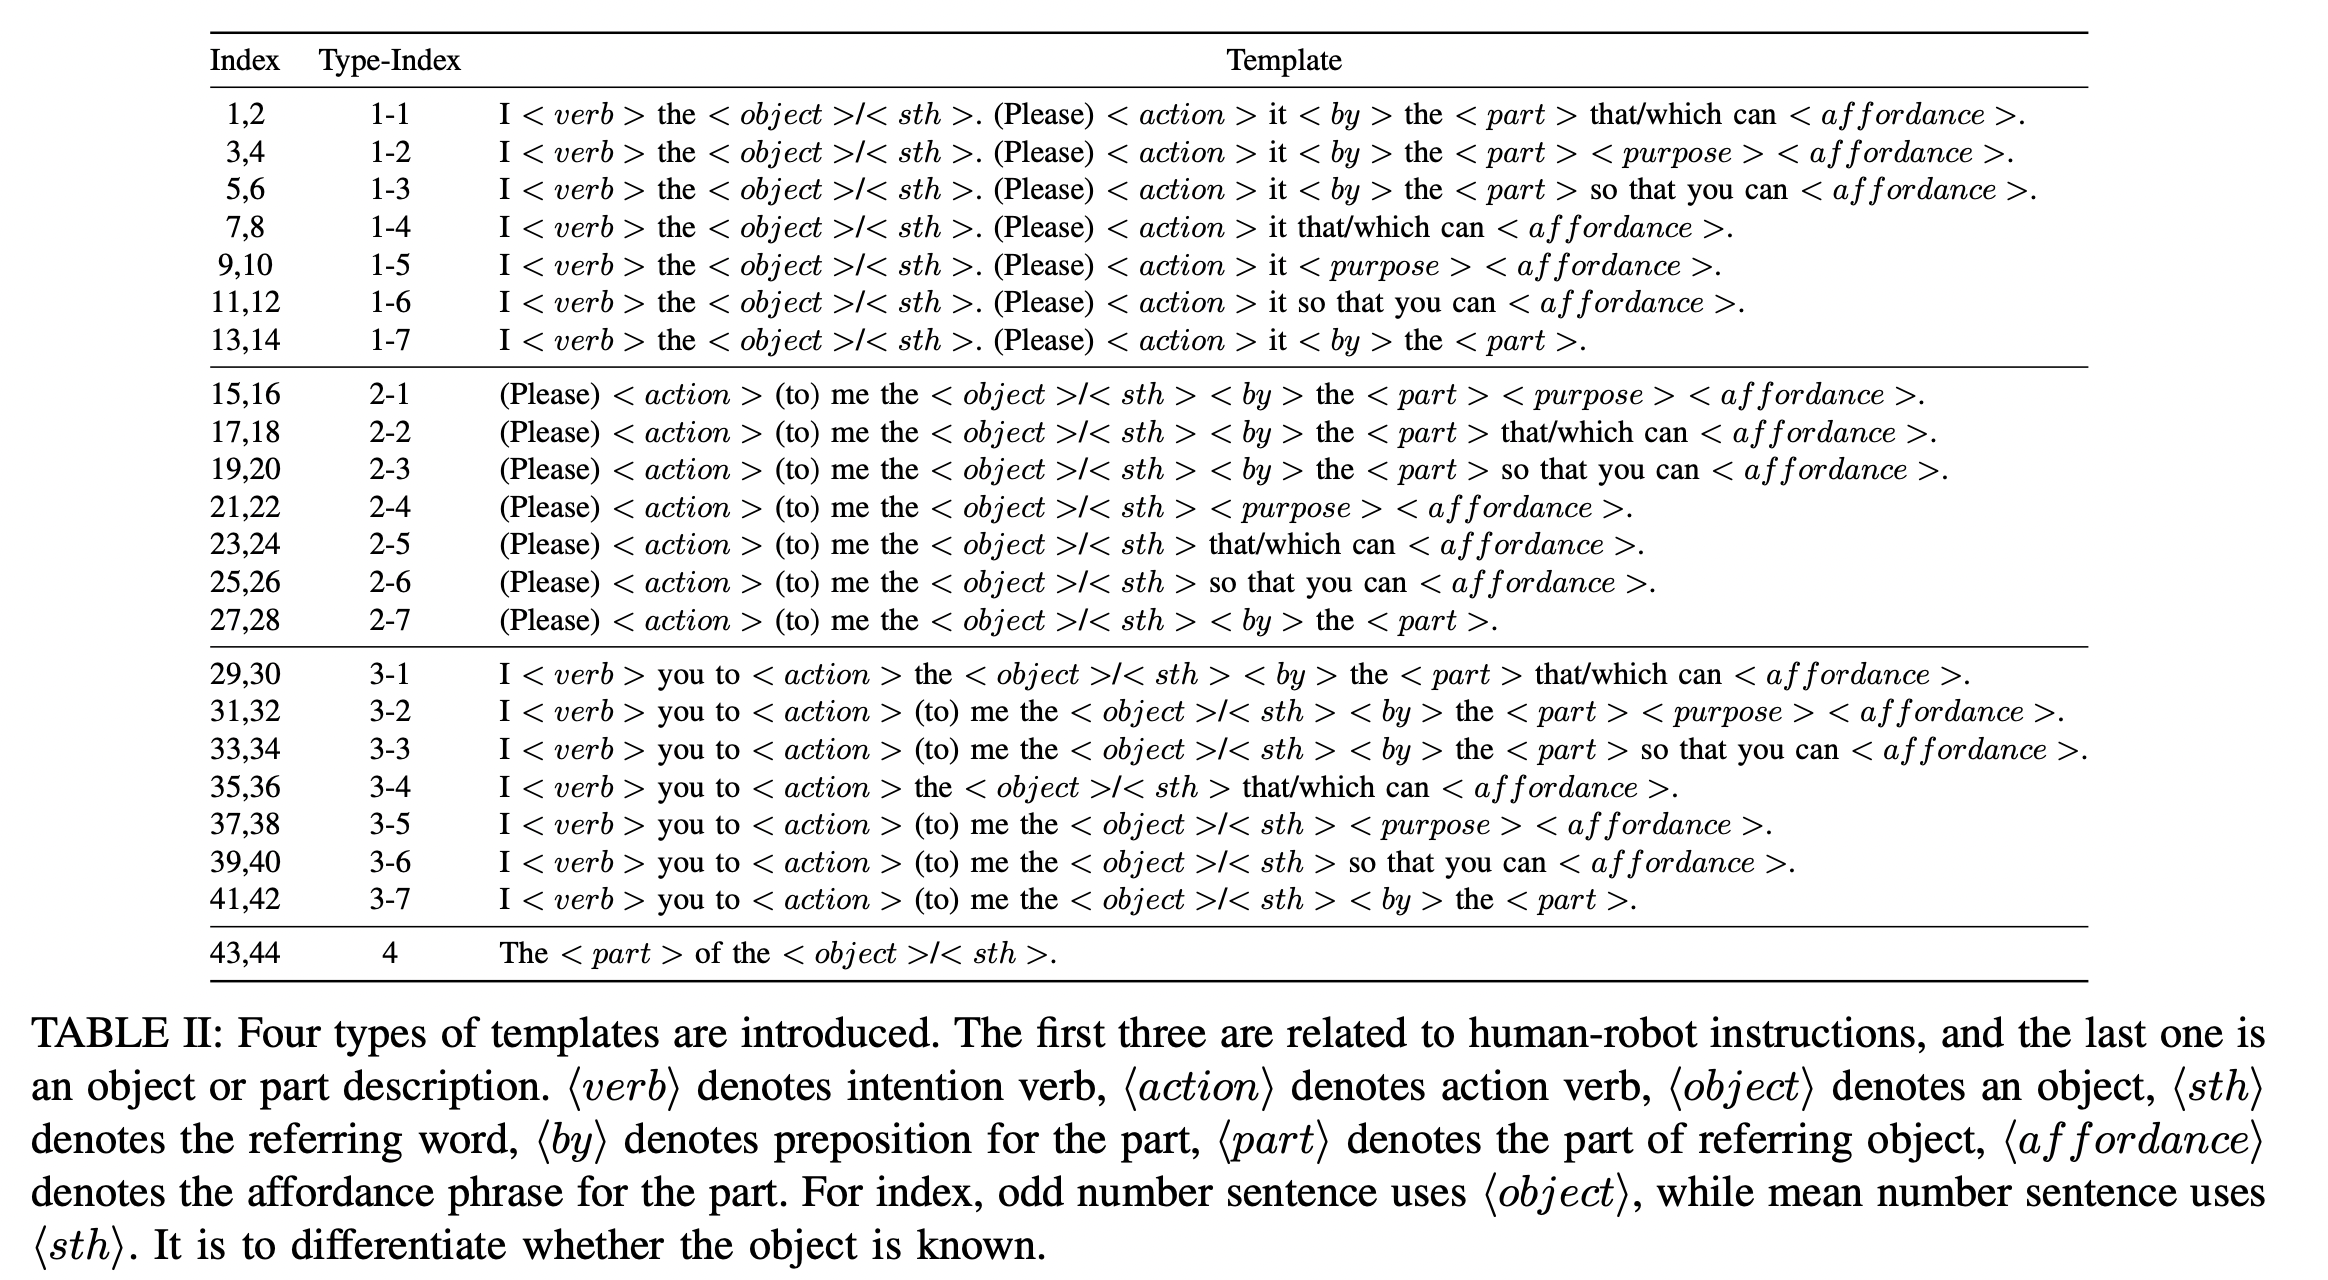 Index Type-Index Template
1,2 1-1 I < verb > the < object >/< sth >. (Please) < action > it < by > the < part > that/which can < affordance >.
3,4 1-2 I < verb > the < object >/< sth >. (Please) < action > it < by > the < part > < purpose > < affordance >.
5,6 1-3 I < verb > the < object >/< sth >. (Please) < action > it < by > the < part > so that you can < affordance >.
7,8 1-4 I < verb > the < object >/< sth >. (Please) < action > it that/which can < affordance >.
9,10 1-5 I < verb > the < object >/< sth >. (Please) < action > it < purpose > < affordance >.
11,12 1-6 I < verb > the < object >/< sth >. (Please) < action > it so that you can < affordance >.
13,14 1-7 I < verb > the < object >/< sth >. (Please) < action > it < by > the < part >.
15,16 2-1 (Please) < action > (to) me the < object >/< sth > < by > the < part > < purpose > < affordance >.
17,18 2-2 (Please) < action > (to) me the < object >/< sth > < by > the < part > that/which can < affordance >.
19,20 2-3 (Please) < action > (to) me the < object >/< sth > < by > the < part > so that you can < affordance >.
21,22 2-4 (Please) < action > (to) me the < object >/< sth > < purpose > < affordance >.
23,24 2-5 (Please) < action > (to) me the < object >/< sth > that/which can < affordance >.
25,26 2-6 (Please) < action > (to) me the < object >/< sth > so that you can < affordance >.
27,28 2-7 (Please) < action > (to) me the < object >/< sth > < by > the < part >.
29,30 3-1 I < verb > you to < action > the < object >/< sth > < by > the < part > that/which can < affordance >.
31,32 3-2 I < verb > you to < action > (to) me the < object >/< sth > < by > the < part > < purpose > < affordance >.
33,34 3-3 I < verb > you to < action > (to) me the < object >/< sth > < by > the < part > so that you can < affordance >.
35,36 3-4 I < verb > you to < action > the < object >/< sth > that/which can < affordance >.
37,38 3-5 I < verb > you to < action > (to) me the < object >/< sth > < purpose > < affordance >.
39,40 3-6 I < verb > you to < action > (to) me the < object >/< sth > so that you can < affordance >.
41,42 3-7 I < verb > you to < action > (to) me the < object >/< sth > < by > the < part >.
43,44 4 The < part > of the < object >/< sth >.
TABLE II: Four types of templates are introduced. The first three are related to human-robot instructions, and the last one is
an object or part description. ⟨verb⟩ denotes intention verb, ⟨action⟩ denotes action verb, ⟨object⟩ denotes an object, ⟨sth⟩
denotes the referring word, ⟨by⟩ denotes preposition for the part, ⟨part⟩ denotes the part of referring object, ⟨affordance⟩
denotes the affordance phrase for the part. For index, odd number sentence uses ⟨object⟩, while mean number sentence uses
⟨sth⟩. It is to differentiate whether the object is known.